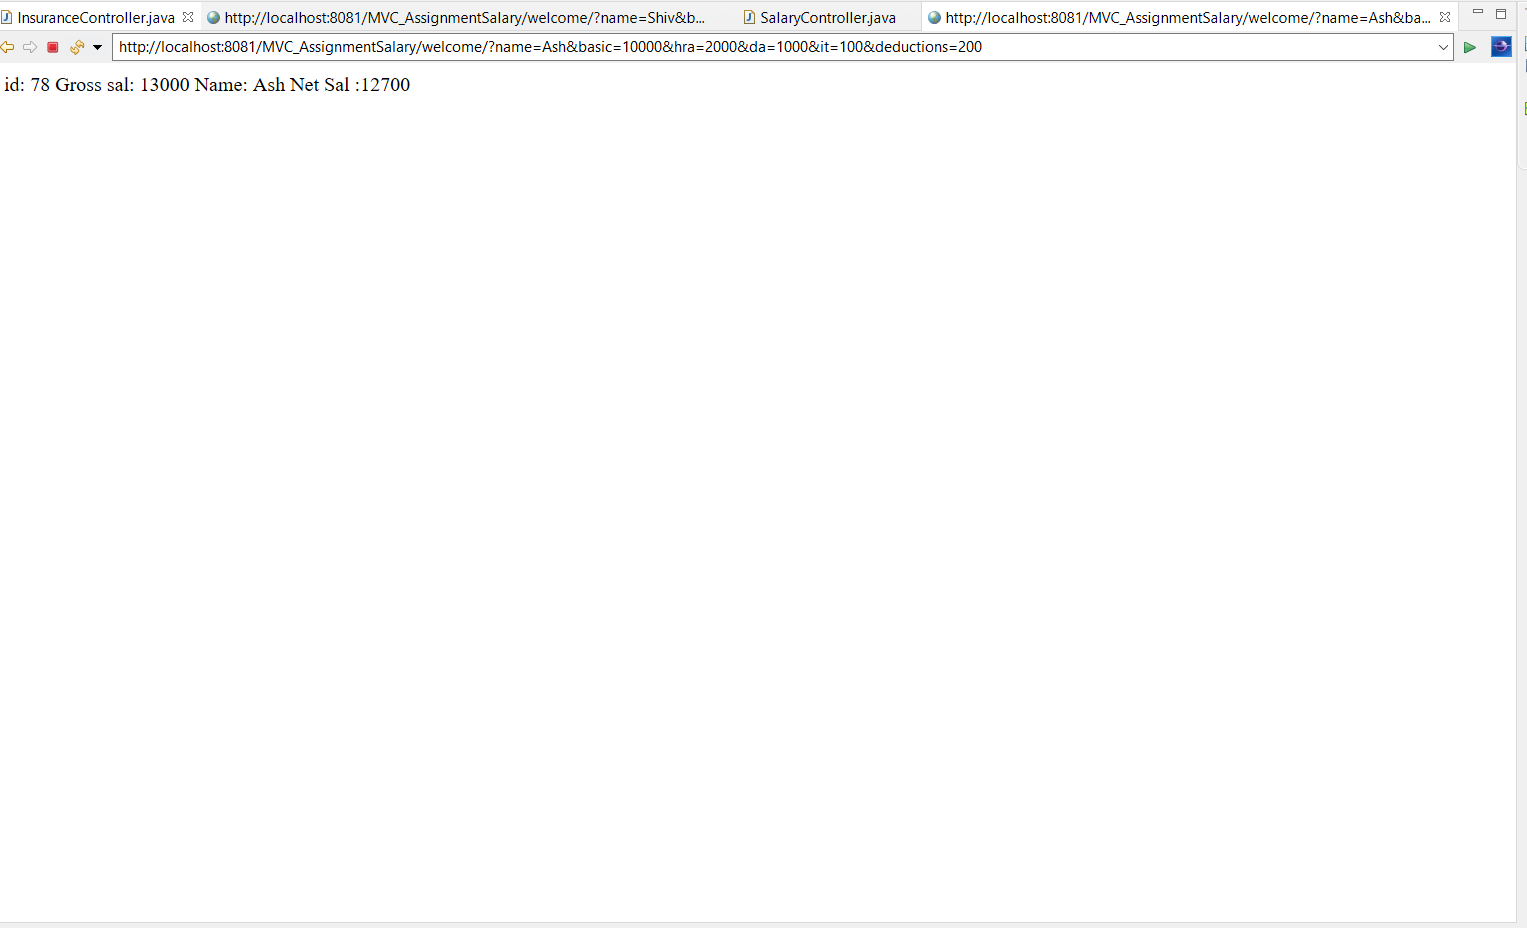 InsuranceController.java http://localhost:8081/MVC_AssignmentSalary/welcome/?name=Shiv&b... SalaryController.java http://localhost:8081/MVC_AssignmentSalary/welcome/?name=Ash&ba...
http://localhost:8081/MVC_AssignmentSalary/welcome/?name=Ash&basic=10000&hra=2000&da=1000&it=100&deductions=200
id: 78 Gross sal: 13000 Name: Ash Net Sal :12700